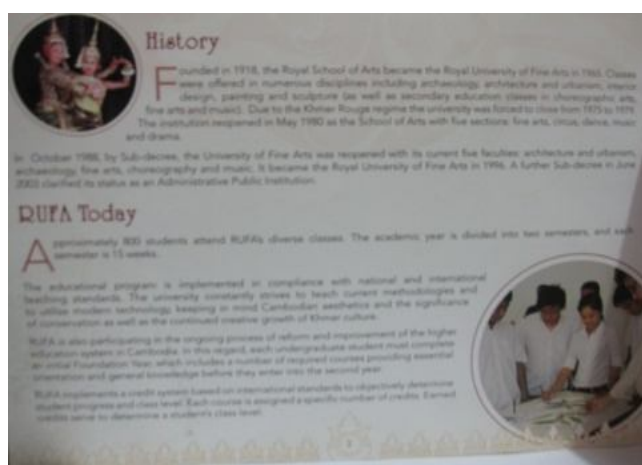 History
Founded in 1918, the Royal School of Arts became the Royal University of Fine Arts in 1965. Classes
were offered in numerous disciplines including archaeology, architecture and urbanism, interior
design, painting and sculpture (as well as secondary education classes in choreographic arts,
fine arts and music). Due to the Khmer Rouge regime the university was forced to close from 1975 to 1979.
The institution reopened in May 1980 as the School of Arts with five sections: fine arts, circus, dance, music
and drama.
In October 1988, by Sub-decree, the University of Fine Arts was reopened with its current five faculties: architecture and urbanism,
archaeology, fine arts, choreography and music. It became the Royal University of Fine Arts in 1996. A further Sub-decree in June
clarified its status as an Administrative Public Institution.
RUFA Today
Approximately 800 students attend RUFA's diverse classes. The academic year is divided into two semesters, and each
semester is 15 weeks.
The educational program is implemented in compliance with national and international
teaching standards. The university constantly strives to teach current methodologies and
to utilise modern technology, keeping in mind Cambodian aesthetics and the significance
of conservation as well as the continued creative growth of Khmer culture.
RUFA is also participating in the ongoing process of reform and improvement of the higher
education system in Cambodia. In this regard, each undergraduate student must complete
an initial Foundation Year, which includes a number of required courses providing essential
orientation and general knowledge before they enter into the second year.
RUFA implements a credit system based on international standards to objectively determine
student progress and class level. Each course is assigned a specific number of credits. Earned
credits serve to determine a student's class level.